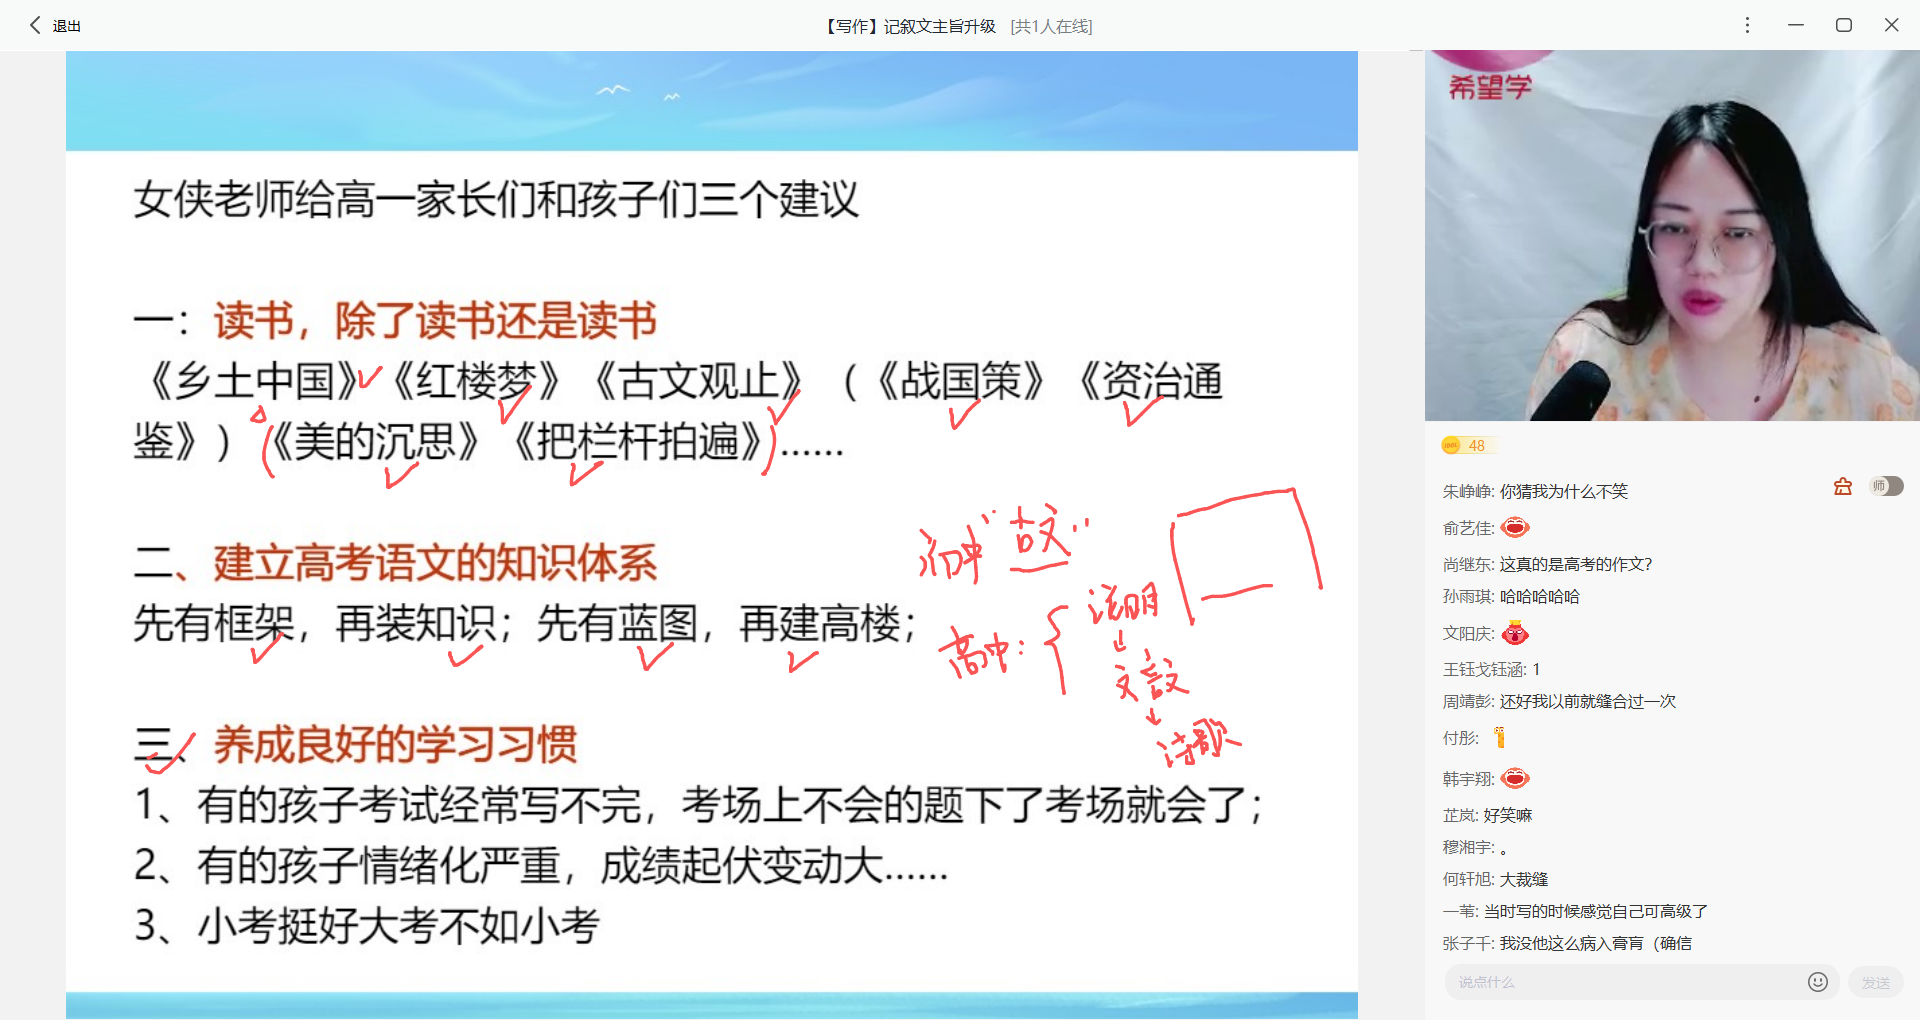 退出
【写作】记叙文主旨升级 [共1人在线]
女侠老师给高一家长们和孩子们三个建议
一：读书，除了读书还是读书
《乡土中国》《红楼梦》《古文观止》（《战国策》《资治通
鉴》）《美的沉思》《把栏杆拍遍》……
二、建立高考语文的知识体系
先有框架，再装知识；先有蓝图，再建高楼；
初中“古文”
高中：
文言文
诗歌
三、养成良好的学习习惯
1、有的孩子考试经常写不完，考场上不会的题下了考场就会了；
2、有的孩子情绪化严重，成绩起伏变动大……
3、小考挺好大考不如小考
希望学
48
朱峥峥: 你猜我为什么不笑
师
俞艺佳:
尚继东: 这真的是高考的作文?
孙雨琪: 哈哈哈哈哈
文阳庆:
王钰戈钰涵: 1
周靖彭: 还好我以前就缝合过一次
付彤:
韩宇翔:
芷岚: 好笑嘛
穆湘宇: 。
何轩旭: 大裁缝
一苇: 当时写的时候感觉自己可高级了
张子千: 我没他这么病入膏肓（确信
说点什么
发送